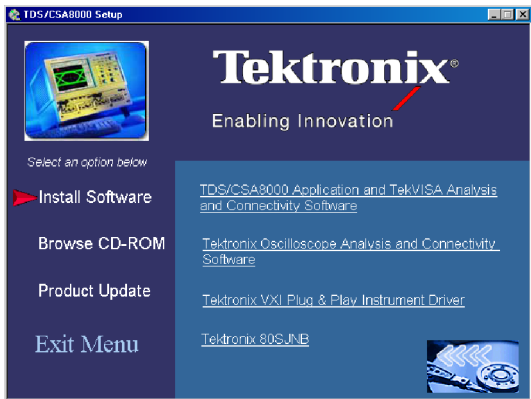 TDS/CSA8000 Setup
Tektronix®
Enabling Innovation
Select an option below
Install Software
Browse CD-ROM
Product Update
Exit Menu
TDS/CSA8000 Application and TekVISA Analysis
and Connectivity Software
Tektronix Oscilloscope Analysis and Connectivity
Software
Tektronix VXI Plug & Play Instrument Driver
Tektronix 80SJNB